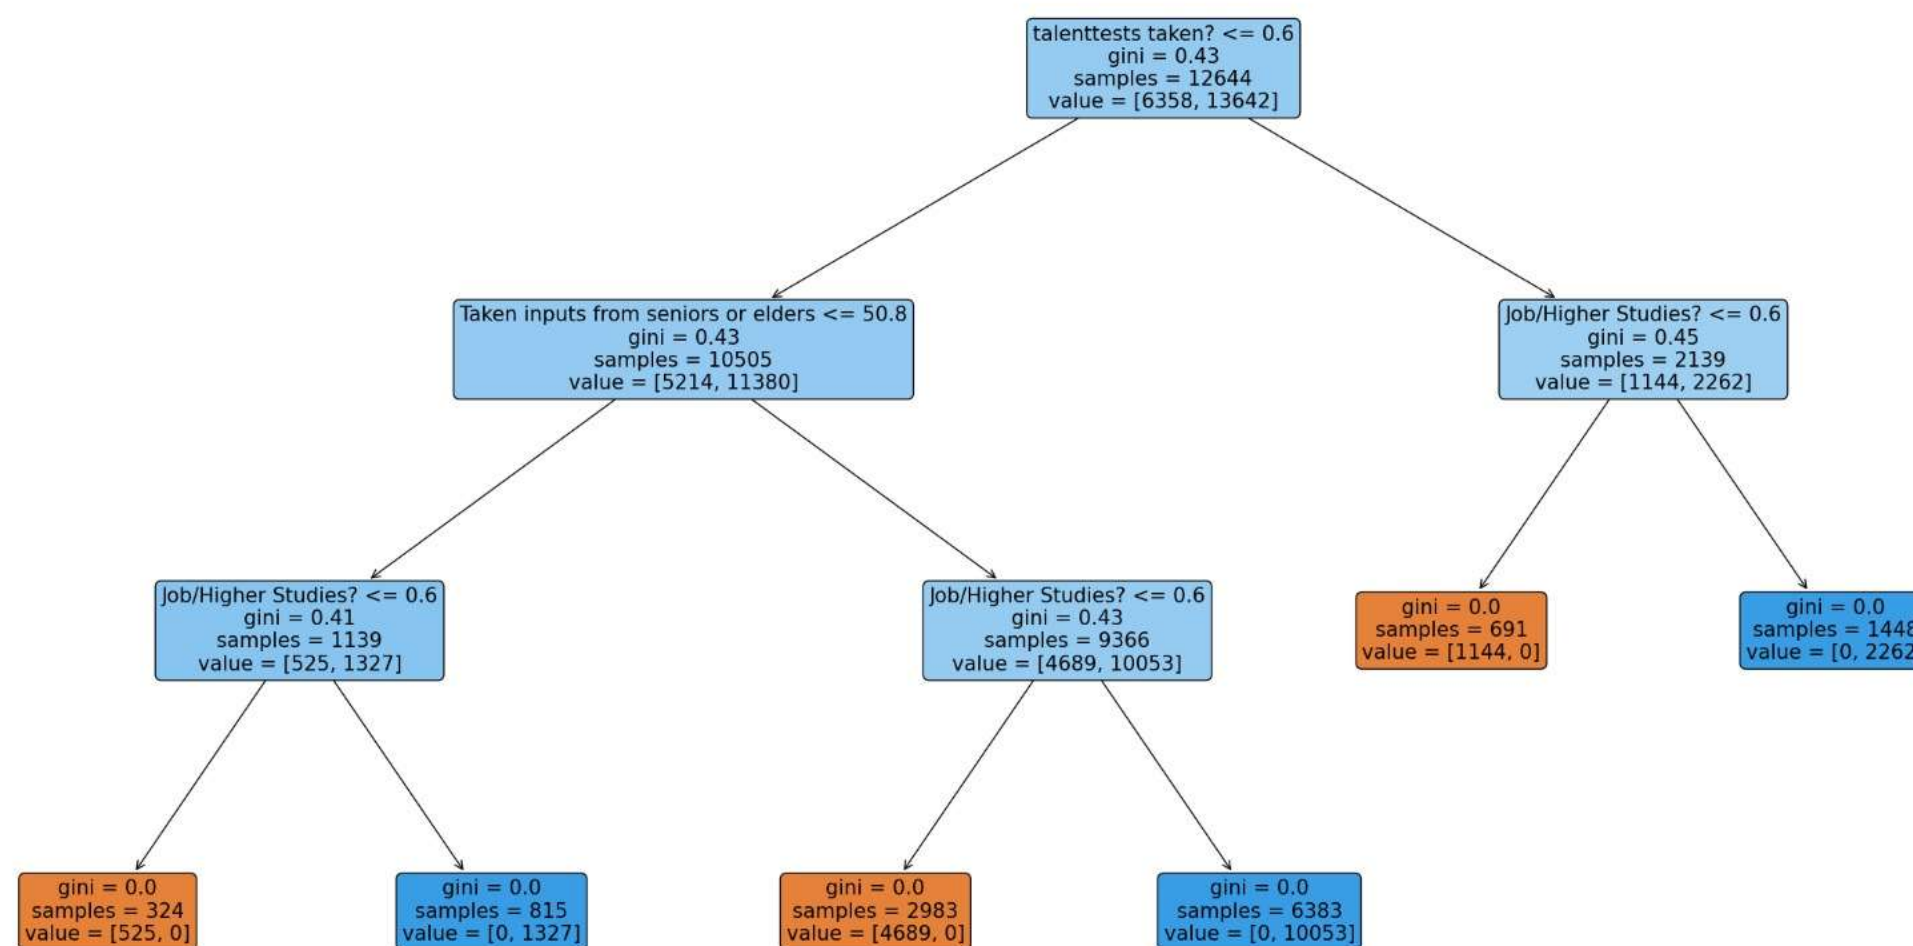 talenttests taken? <= 0.6
gini = 0.43
samples = 12644
value = [6358, 13642]
Taken inputs from seniors or elders <= 50.8
gini = 0.43
samples = 10505
value = [5214, 11380]
Job/Higher Studies? <= 0.6
gini = 0.45
samples = 2139
value = [1144, 2262]
Job/Higher Studies? <= 0.6
gini = 0.41
samples = 1139
value = [525, 1327]
Job/Higher Studies? <= 0.6
gini = 0.43
samples = 9366
value = [4689, 10053]
gini = 0.0
samples = 691
value = [1144, 0]
gini = 0.0
samples = 1448
value = [0, 2262
gini = 0.0
samples = 324
value = [525, 0]
gini = 0.0
samples = 815
value = [0, 1327]
gini = 0.0
samples = 2983
value = [4689, 0]
gini = 0.0
samples = 6383
value = [0, 10053]